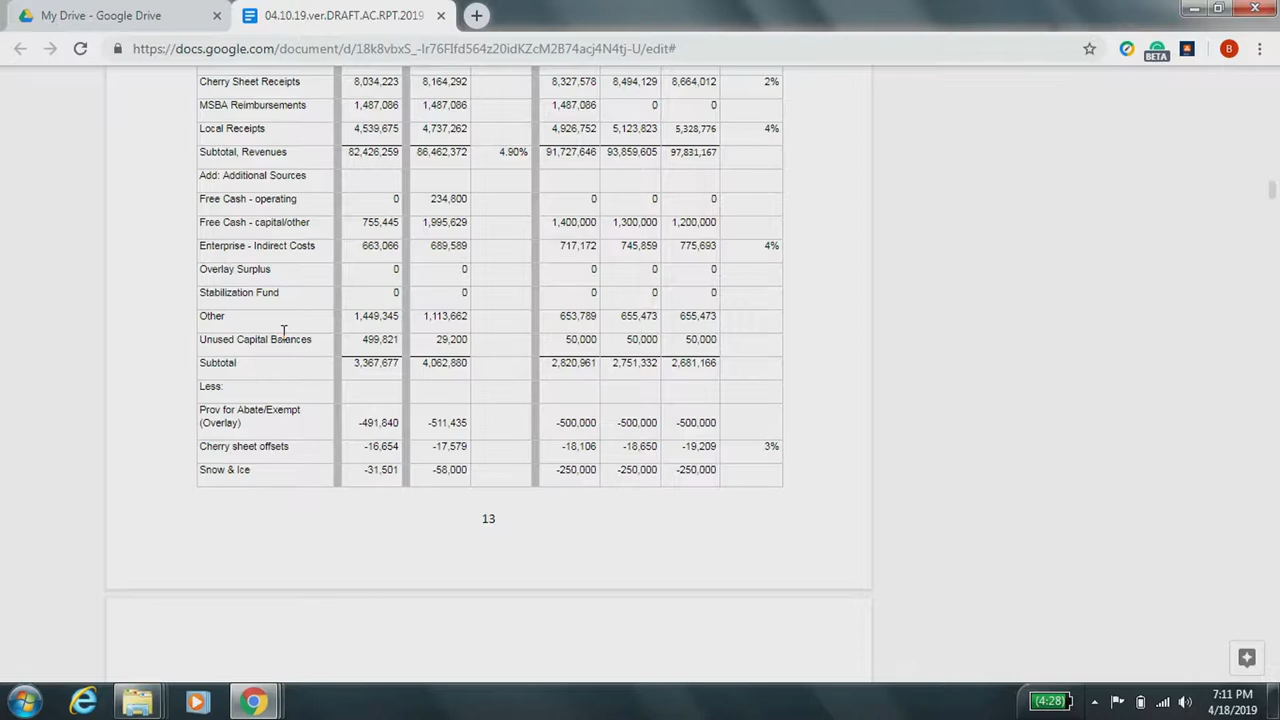 My Drive - Google Drive
04.10.19.ver.DRAFT.AC.RPT.2019
https://docs.google.com/document/d/18k8vbxS_-Ir76FIfd564z20idKZcM2B74acj4N4tj-U/edit#
BETA
B
Cherry Sheet Receipts 8,034,223 8,164,292 8,327,578 8,494,129 8,664,012 2%
MSBA Reimbursements 1,487,086 1,487,086 1,487,086 0 0
Local Receipts 4,539,675 4,737,262 4,926,752 5,123,823 5,328,776 4%
Subtotal, Revenues 82,426,259 86,462,372 4.90% 91,727,646 93,859,605 97,831,167
Add: Additional Sources
Free Cash - operating 0 234,800 0 0 0
Free Cash - capital/other 755,445 1,995,629 1,400,000 1,300,000 1,200,000
Enterprise - Indirect Costs 663,066 689,589 717,172 745,859 775,693 4%
Overlay Surplus 0 0 0 0 0
Stabilization Fund 0 0 0 0 0
Other 1,449,345 1,113,662 653,789 655,473 655,473
Unused Capital Balances 499,821 29,200 50,000 50,000 50,000
Subtotal 3,367,677 4,062,880 2,820,961 2,751,332 2,681,166
Less:
Prov for Abate/Exempt
(Overlay) -491,840 -511,435 -500,000 -500,000 -500,000
Cherry sheet offsets -16,654 -17,579 -18,106 -18,650 -19,209 3%
Snow & Ice -31,501 -58,000 -250,000 -250,000 -250,000
13
(4:28)
7:11 PM
4/18/2019